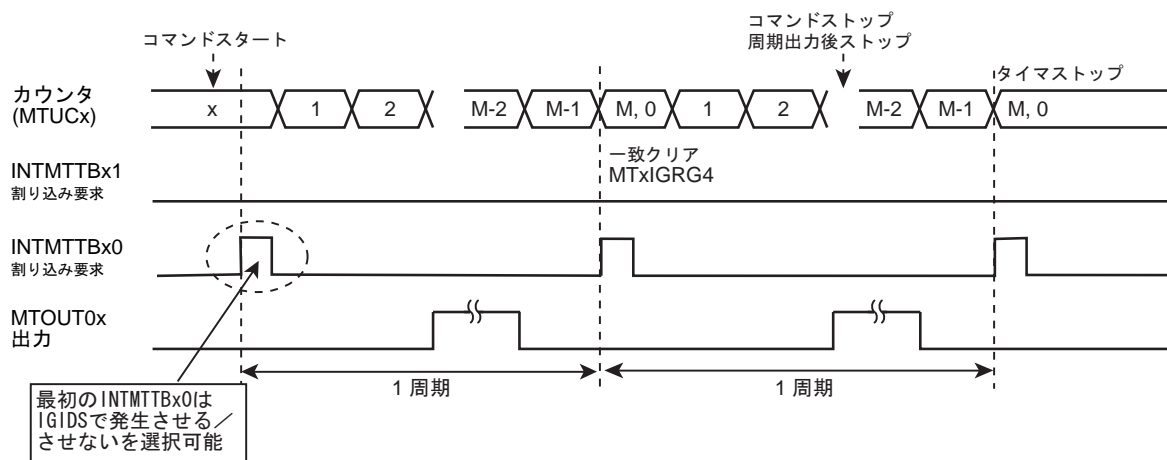 コマンドスタート
コマンドストップ
周期出力後ストップ
タイマストップ
カウンタ
(MTUCx)
x 1 2 M-2 M-1 M, 0 1 2 M-2 M-1 M, 0
一致クリア
MTxIGRG4
INTMTTBx1
割り込み要求
INTMTTBx0
割り込み要求
MTOUT0x
出力
1 周期 1 周期
最初のINTMTTBx0は
IGIDSで発生させる／
させないを選択可能